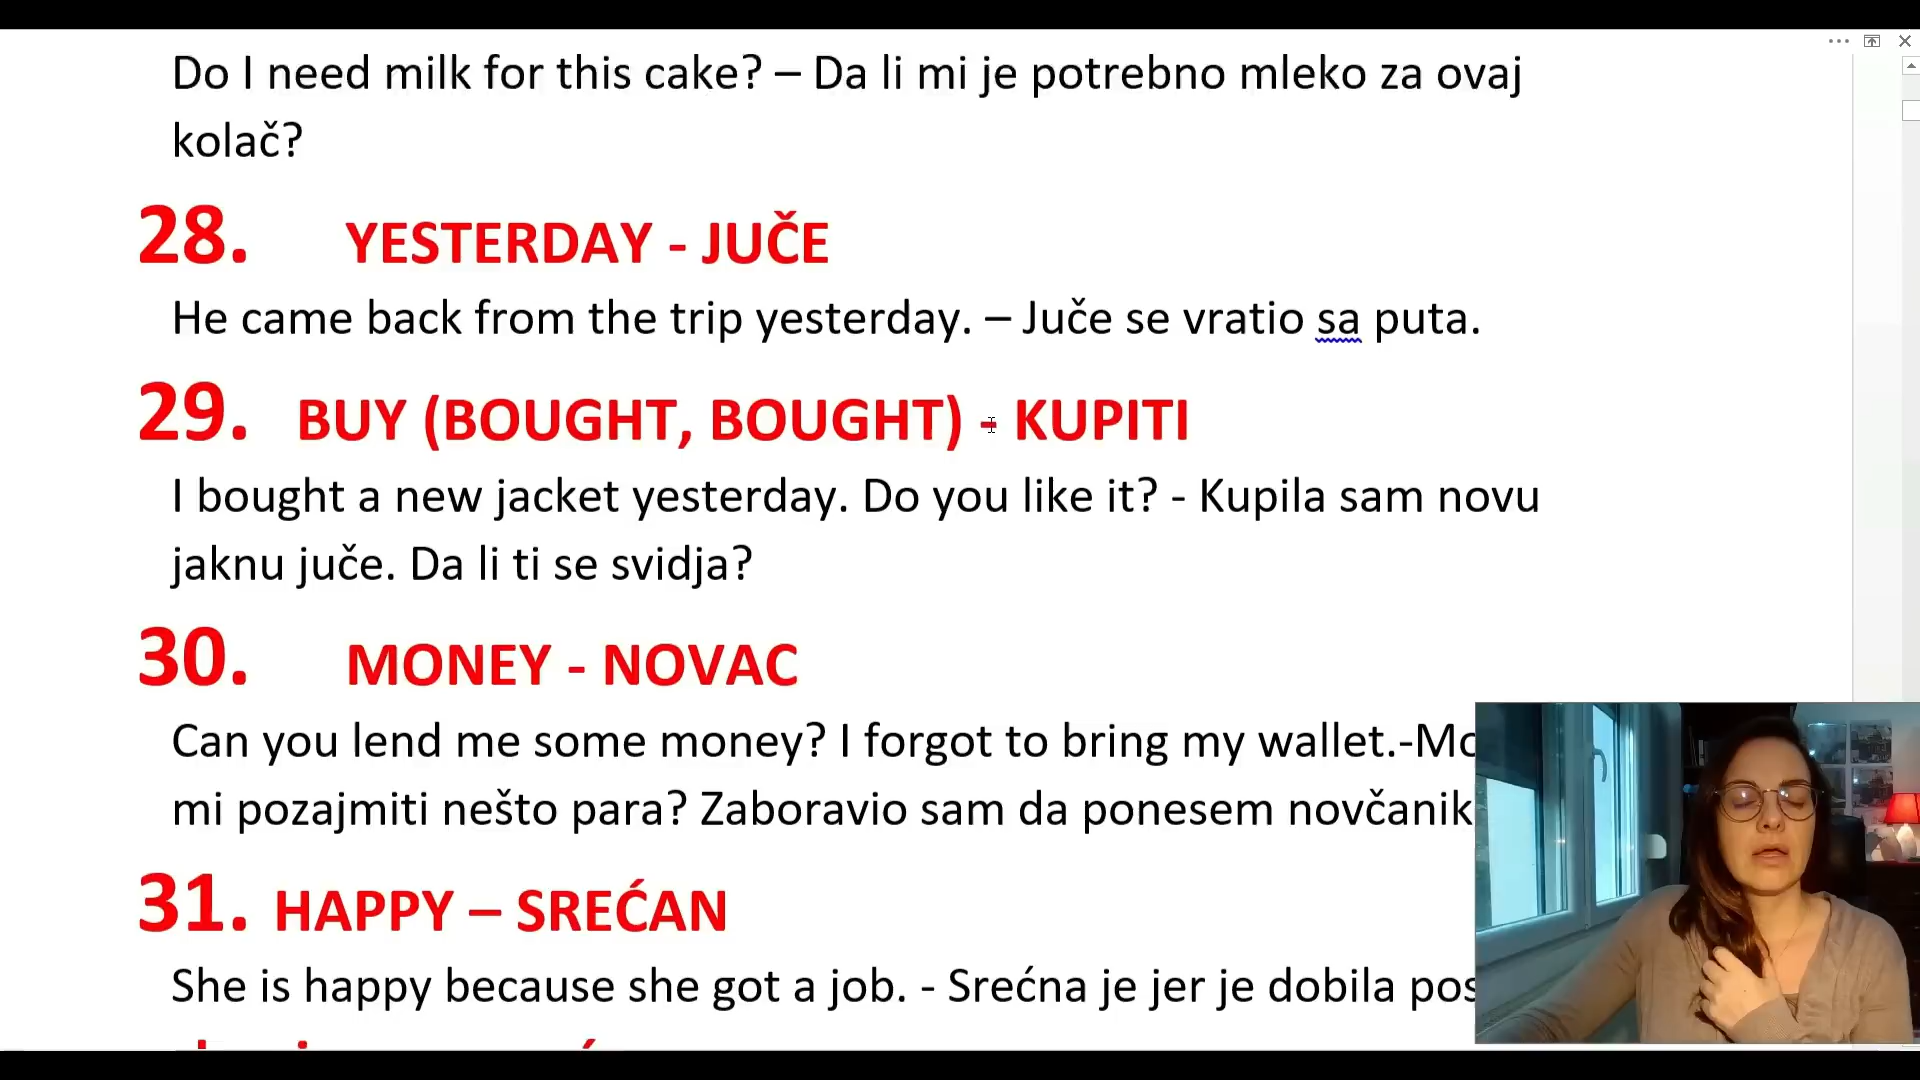 Do I need milk for this cake? – Da li mi je potrebno mleko za ovaj
kolač?
28. YESTERDAY - JUČE
He came back from the trip yesterday. – Juče se vratio sa puta.
29. BUY (BOUGHT, BOUGHT) - KUPITI
I bought a new jacket yesterday. Do you like it? - Kupila sam novu
jaknu juče. Da li ti se svidja?
30. MONEY - NOVAC
Can you lend me some money? I forgot to bring my wallet.-
mi pozajmiti nešto para? Zaboravio sam da ponesem novčanik
31. HAPPY – SREĆAN
She is happy because she got a job. - Srećna je jer je dobila